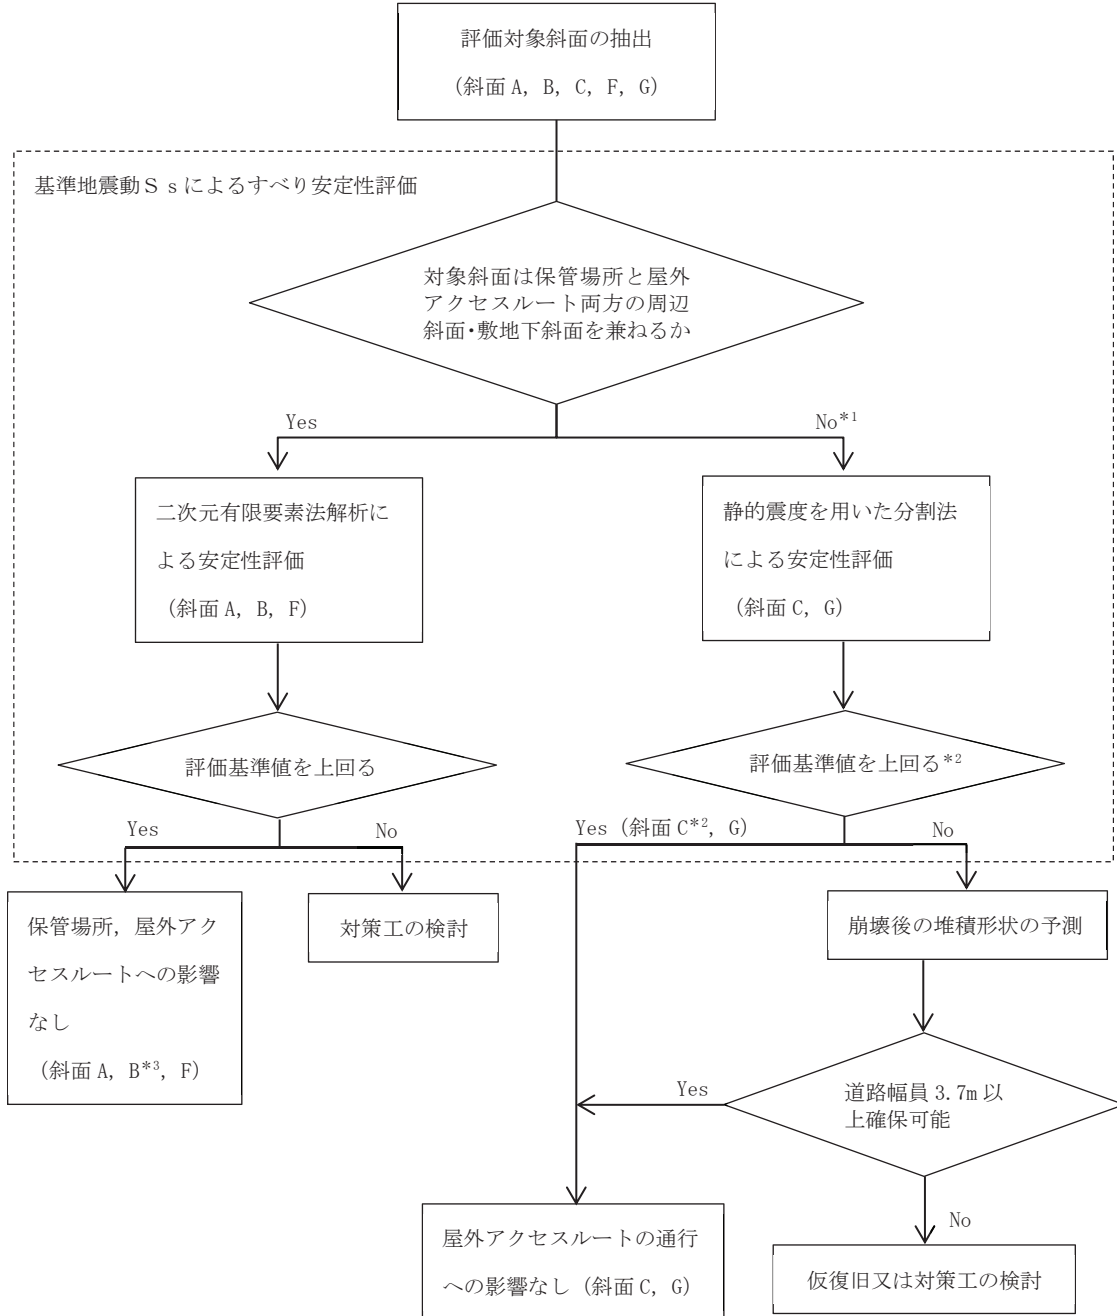 評価対象斜面の抽出
(斜面 A, B, C, F, G)
基準地震動Ｓｓによるすべり安定性評価
対象斜面は保管場所と屋外
アクセスルート両方の周辺
斜面・敷地下斜面を兼ねるか
Yes
No*1
二次元有限要素法解析に
よる安定性評価
(斜面 A, B, F)
静的震度を用いた分割法
による安定性評価
(斜面 C, G)
評価基準値を上回る
評価基準値を上回る*2
Yes
No
Yes (斜面 C*2, G)
No
保管場所, 屋外アク
セスルートへの影響
なし
(斜面 A, B*3, F)
対策工の検討
崩壊後の堆積形状の予測
道路幅員 3.7m 以
上確保可能
Yes
No
屋外アクセスルートの通行
への影響なし (斜面 C, G)
仮復旧又は対策工の検討